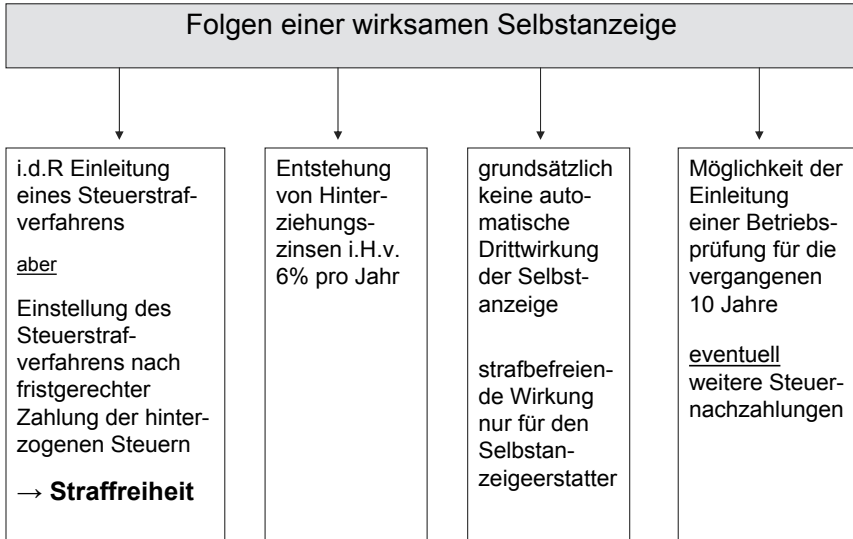 Folgen einer wirksamen Selbstanzeige
i.d.R Einleitung
eines Steuerstraf-
verfahrens
aber
Einstellung des
Steuerstraf-
verfahrens nach
fristgerechter
Zahlung der hinter-
zogenen Steuern
→ Straffreiheit
Entstehung
von Hinter-
ziehungs-
zinsen i.H.v.
6% pro Jahr
grundsätzlich
keine auto-
matische
Drittwirkung
der Selbst-
anzeige
strafbefreien-
de Wirkung
nur für den
Selbstan-
zeigeerstatter
Möglichkeit der
Einleitung
einer Betriebs-
prüfung für die
vergangenen
10 Jahre
eventuell
weitere Steuer-
nachzahlungen